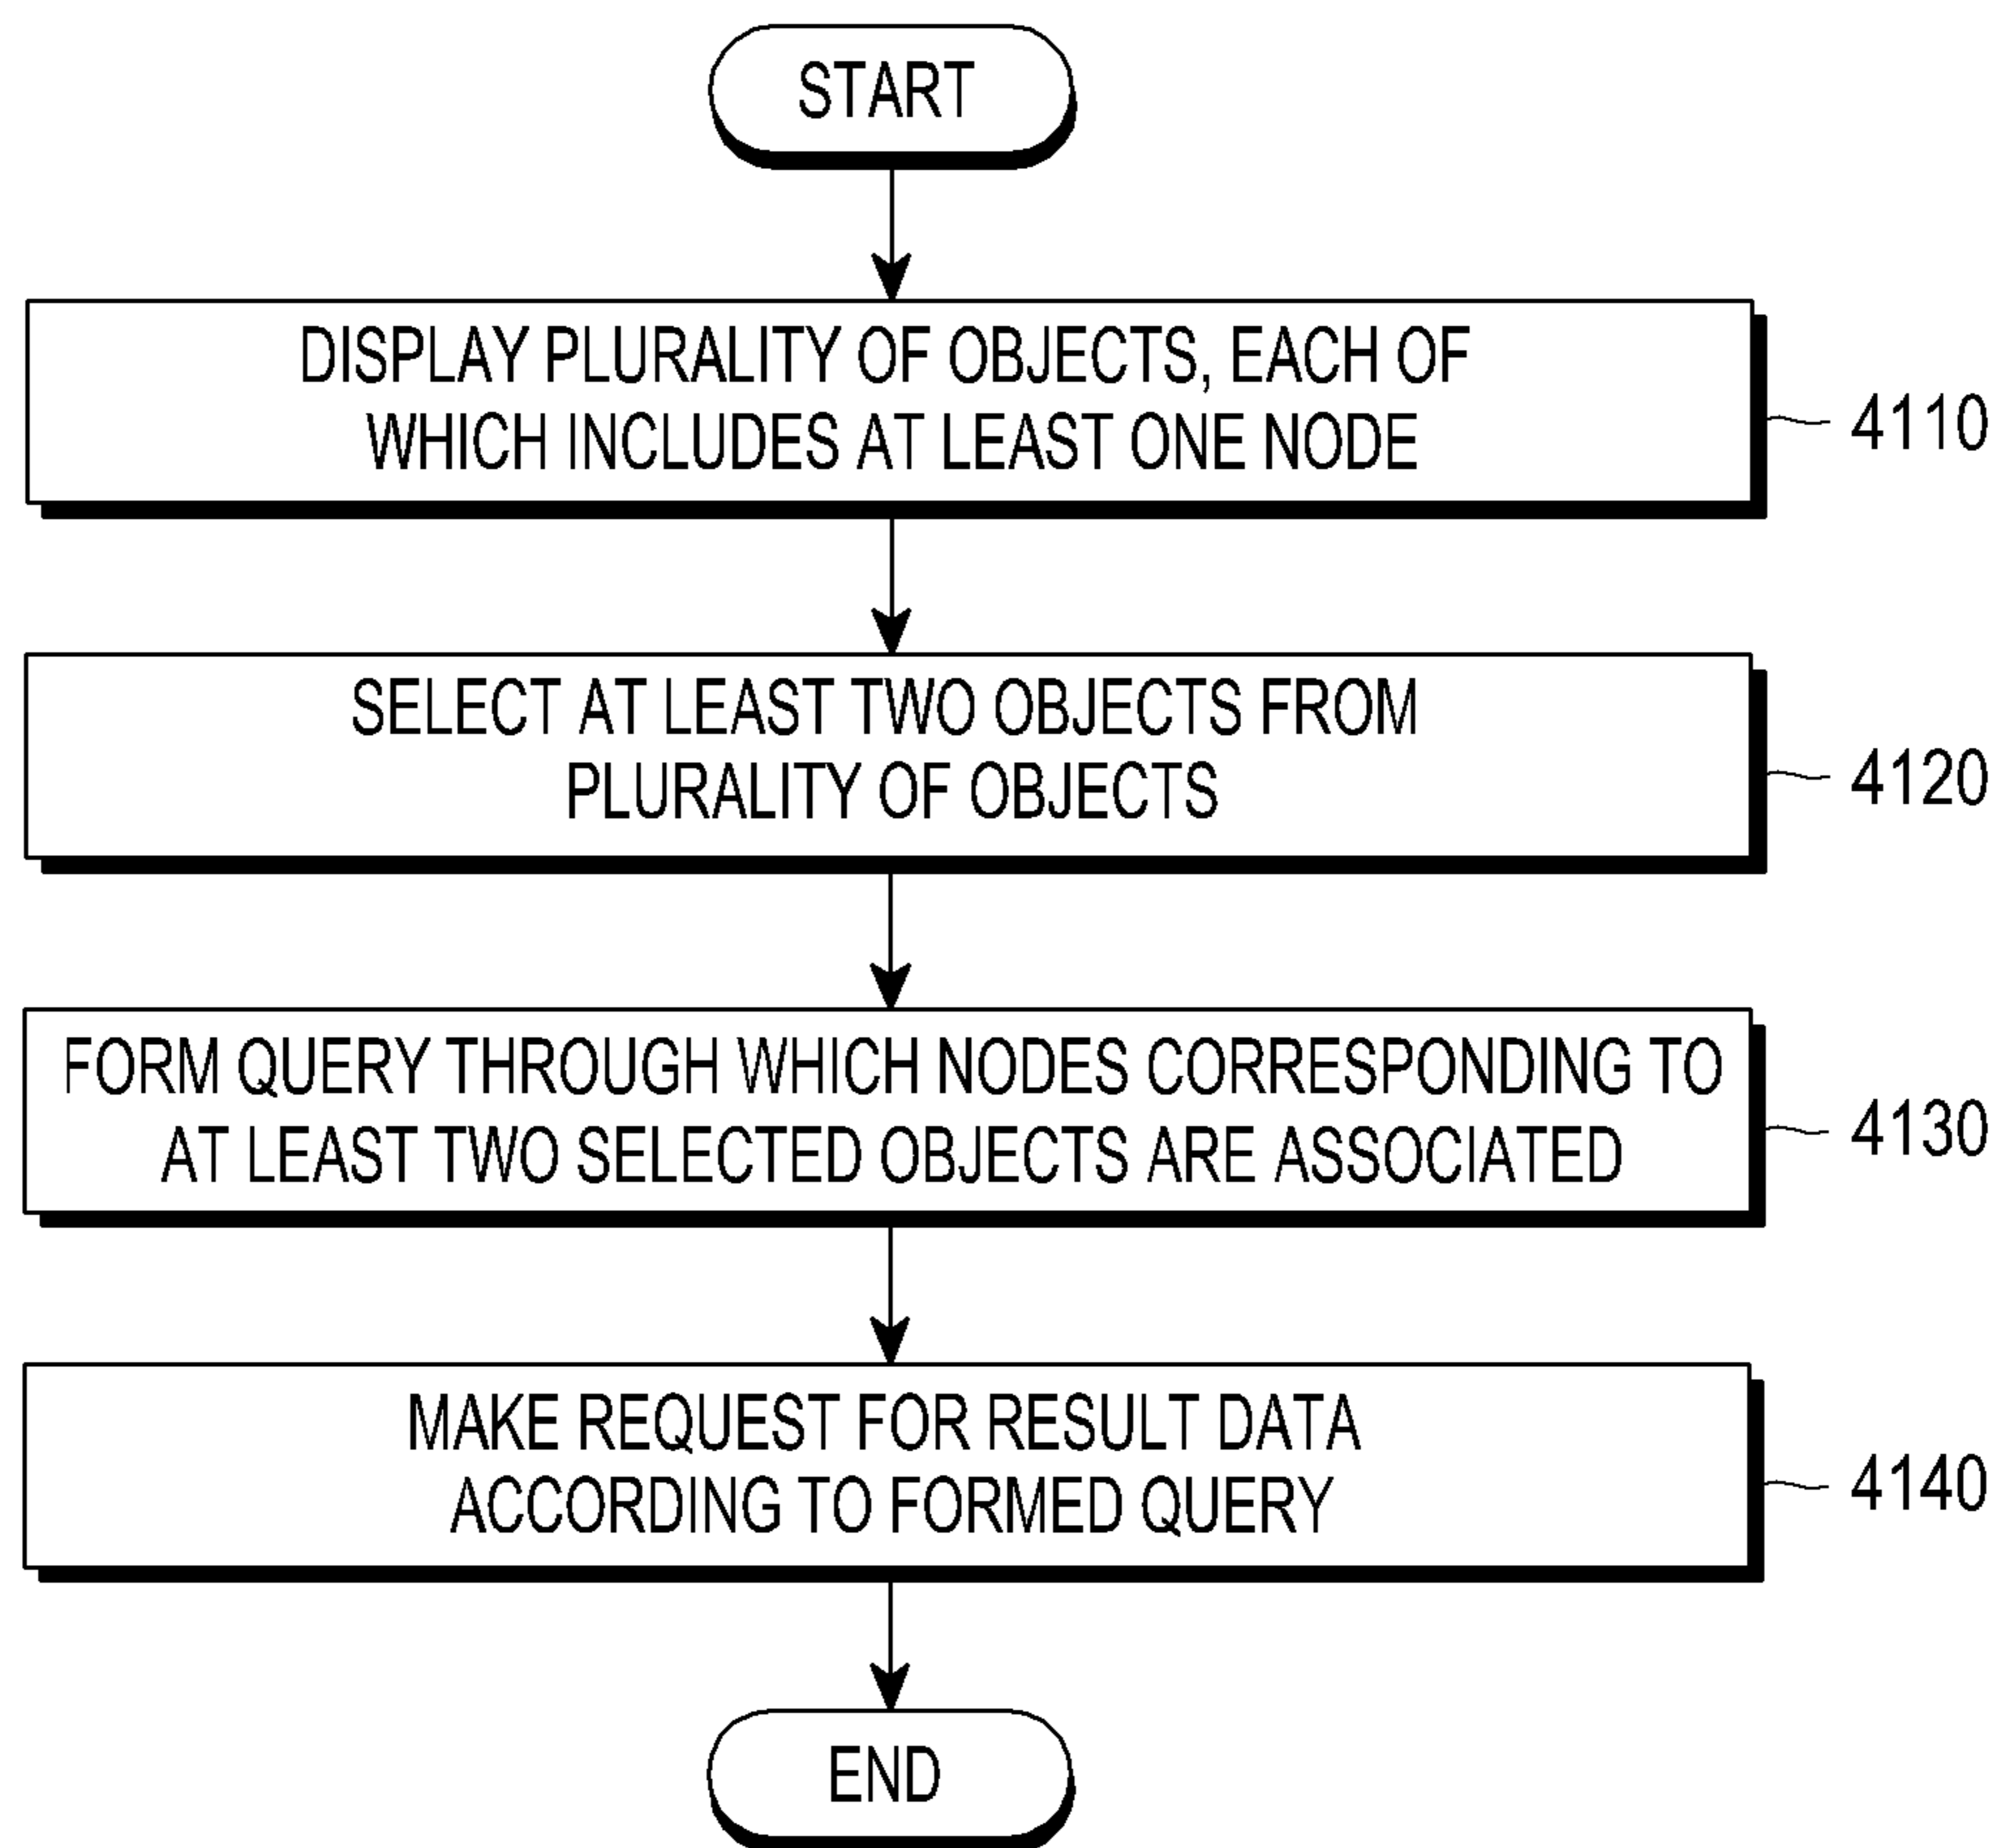 START
DISPLAY PLURALITY OF OBJECTS, EACH OF
WHICH INCLUDES AT LEAST ONE NODE
4110
SELECT AT LEAST TWO OBJECTS FROM
PLURALITY OF OBJECTS
4120
FORM QUERY THROUGH WHICH NODES CORRESPONDING TO
AT LEAST TWO SELECTED OBJECTS ARE ASSOCIATED
4130
MAKE REQUEST FOR RESULT DATA
ACCORDING TO FORMED QUERY
4140
END